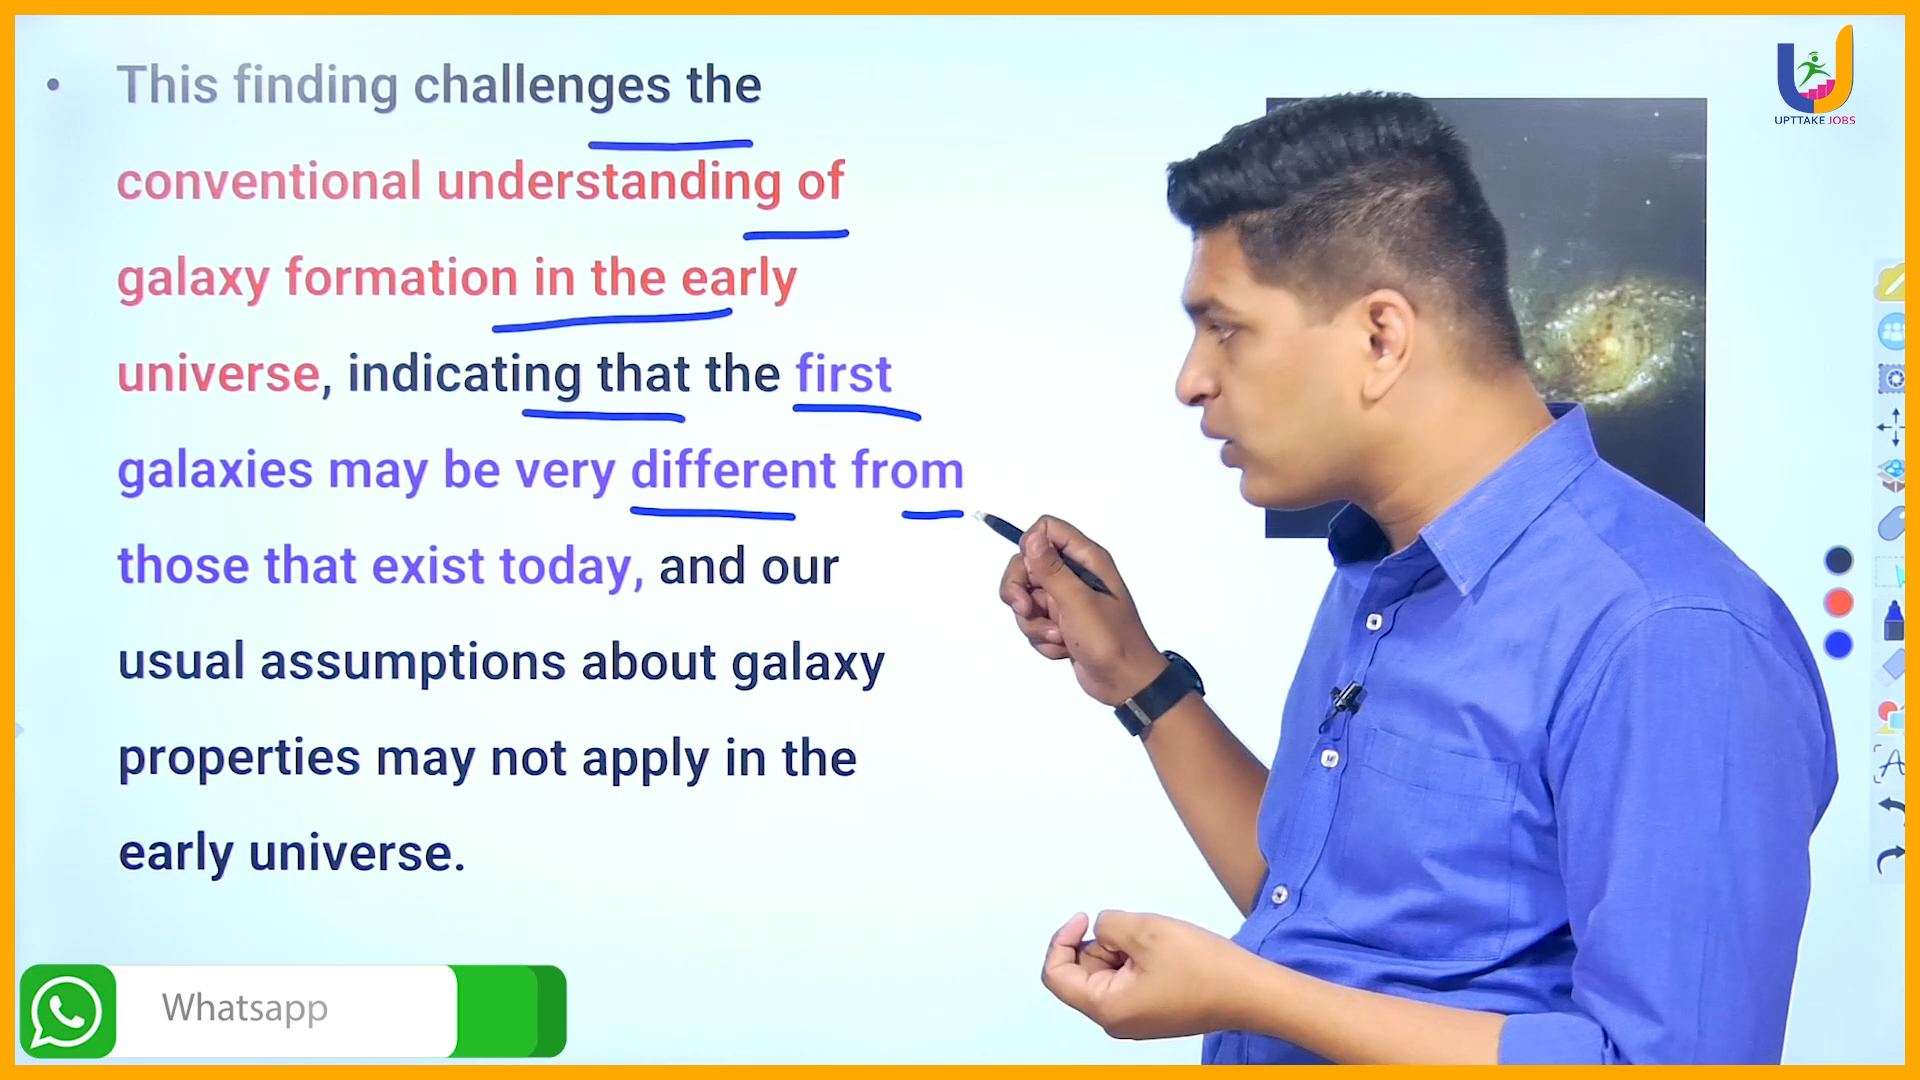 • This finding challenges the
conventional understanding of
galaxy formation in the early
universe, indicating that the first
galaxies may be very different from
those that exist today, and our
usual assumptions about galaxy
properties may not apply in the
early universe.
UPTTAKE JOBS
Whatsapp